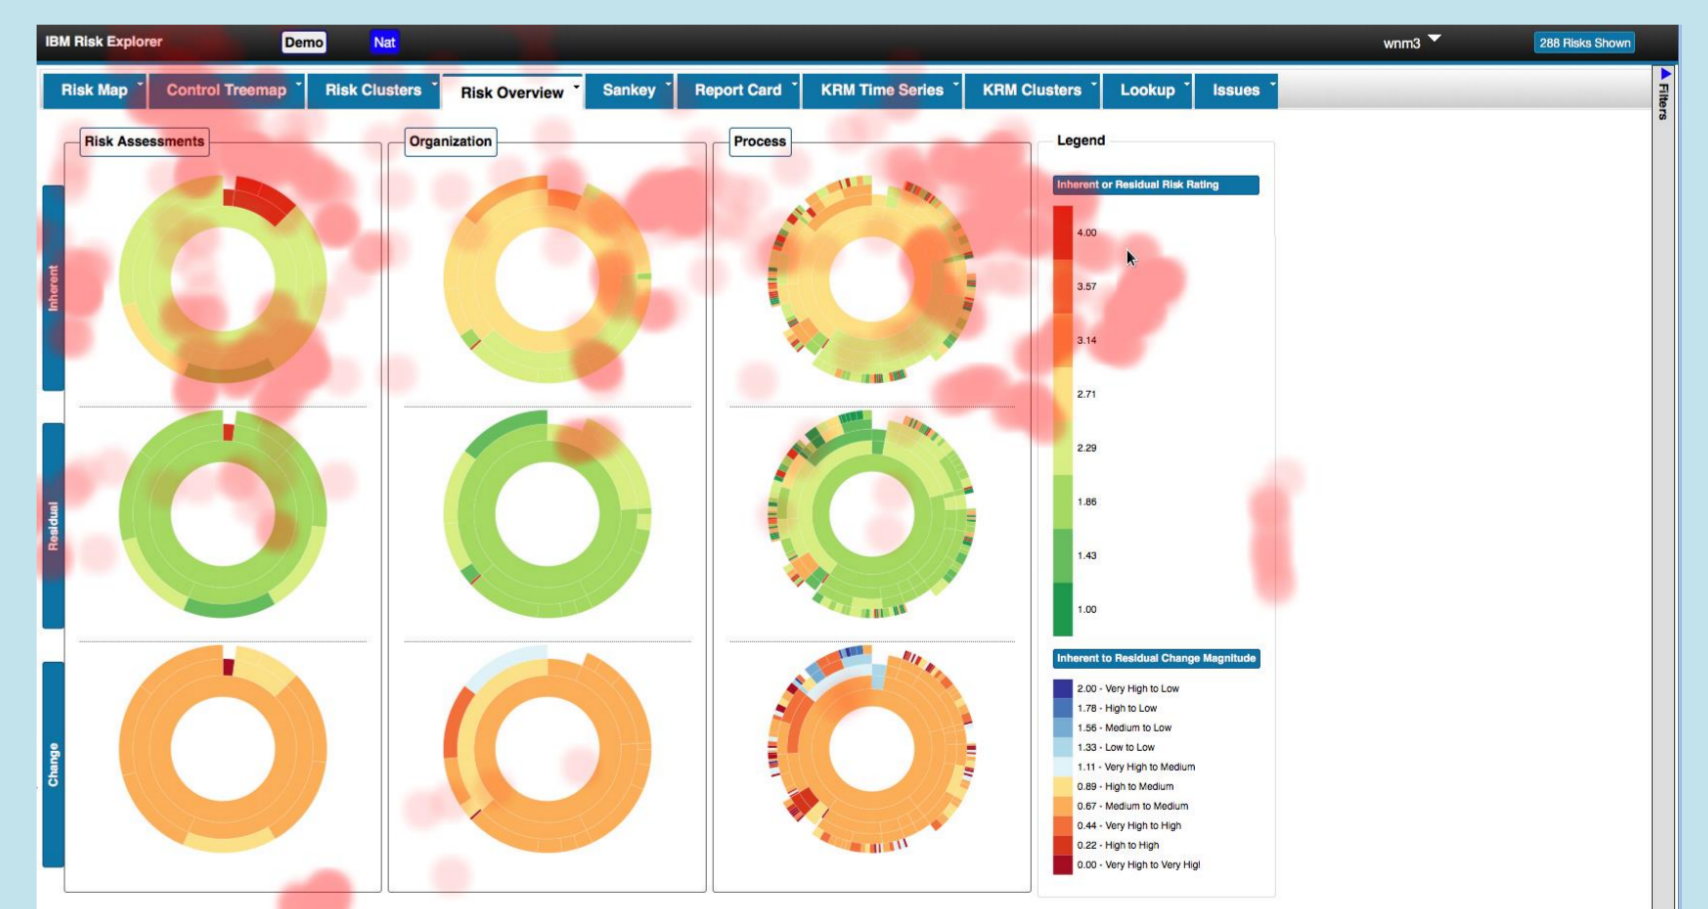 IBM Risk Explorer Demo Nat wnm3 288 Risks Shown
Risk Map Control Treemap Risk Clusters Risk Overview Sankey Report Card KRM Time Series KRM Clusters Lookup Issues
Filters
Risk Assessments Organization Process Legend
Inherent
Residual
Change
Inherent or Residual Risk Rating
4.00
3.57
3.14
2.71
2.29
1.86
1.43
1.00
Inherent to Residual Change Magnitude
2.00 - Very High to Low
1.78 - High to Low
1.56 - Medium to Low
1.33 - Low to Low
1.11 - Very High to Medium
0.89 - High to Medium
0.67 - Medium to Medium
0.44 - Very High to High
0.22 - High to High
0.00 - Very High to Very Higl